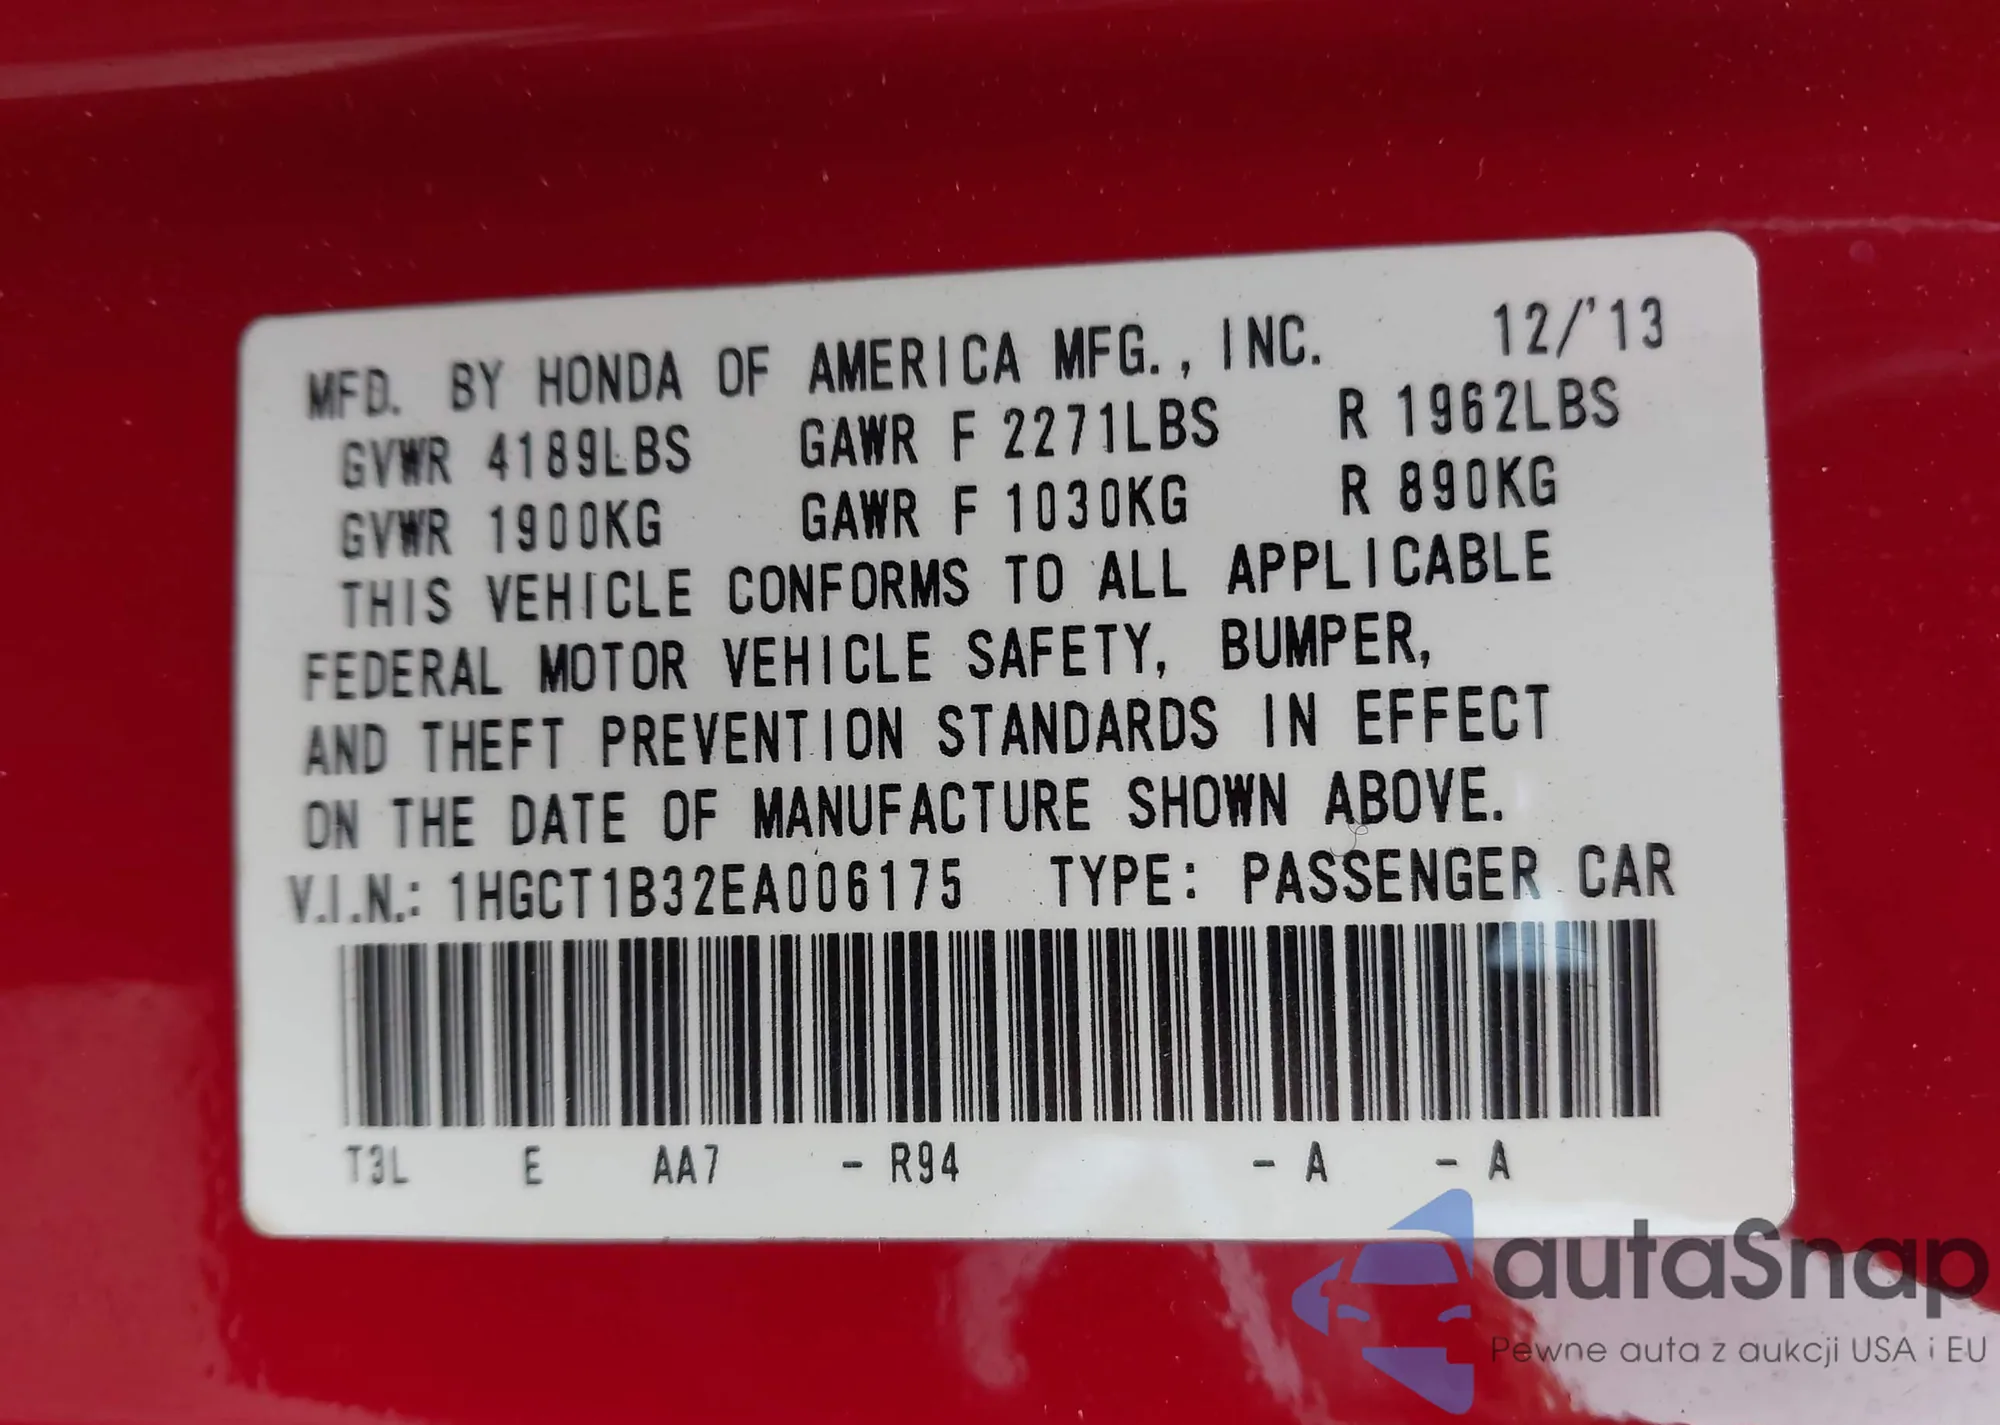 MFD. BY HONDA OF AMERICA MFG., INC. 12/'13
GVWR 4189LBS GAWR F 2271LBS R 1962LBS
GVWR 1900KG GAWR F 1030KG R 890KG
THIS VEHICLE CONFORMS TO ALL APPLICABLE
FEDERAL MOTOR VEHICLE SAFETY, BUMPER,
AND THEFT PREVENTION STANDARDS IN EFFECT
ON THE DATE OF MANUFACTURE SHOWN ABOVE.
V.I.N.: 1HGCT1B32EA006175 TYPE: PASSENGER CAR
T3L E AA7 - R94 - A - A
autaSnap
Pewne auta z aukcji USA i EU